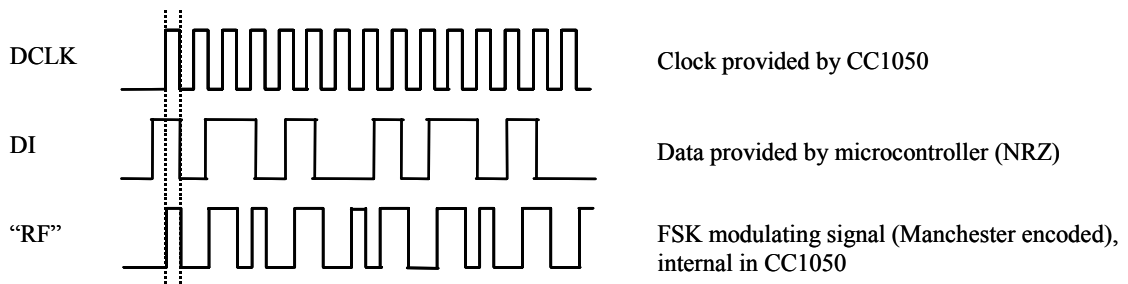 DCLK
Clock provided by CC1050
DI
Data provided by microcontroller (NRZ)
“RF”
FSK modulating signal (Manchester encoded),
internal in CC1050